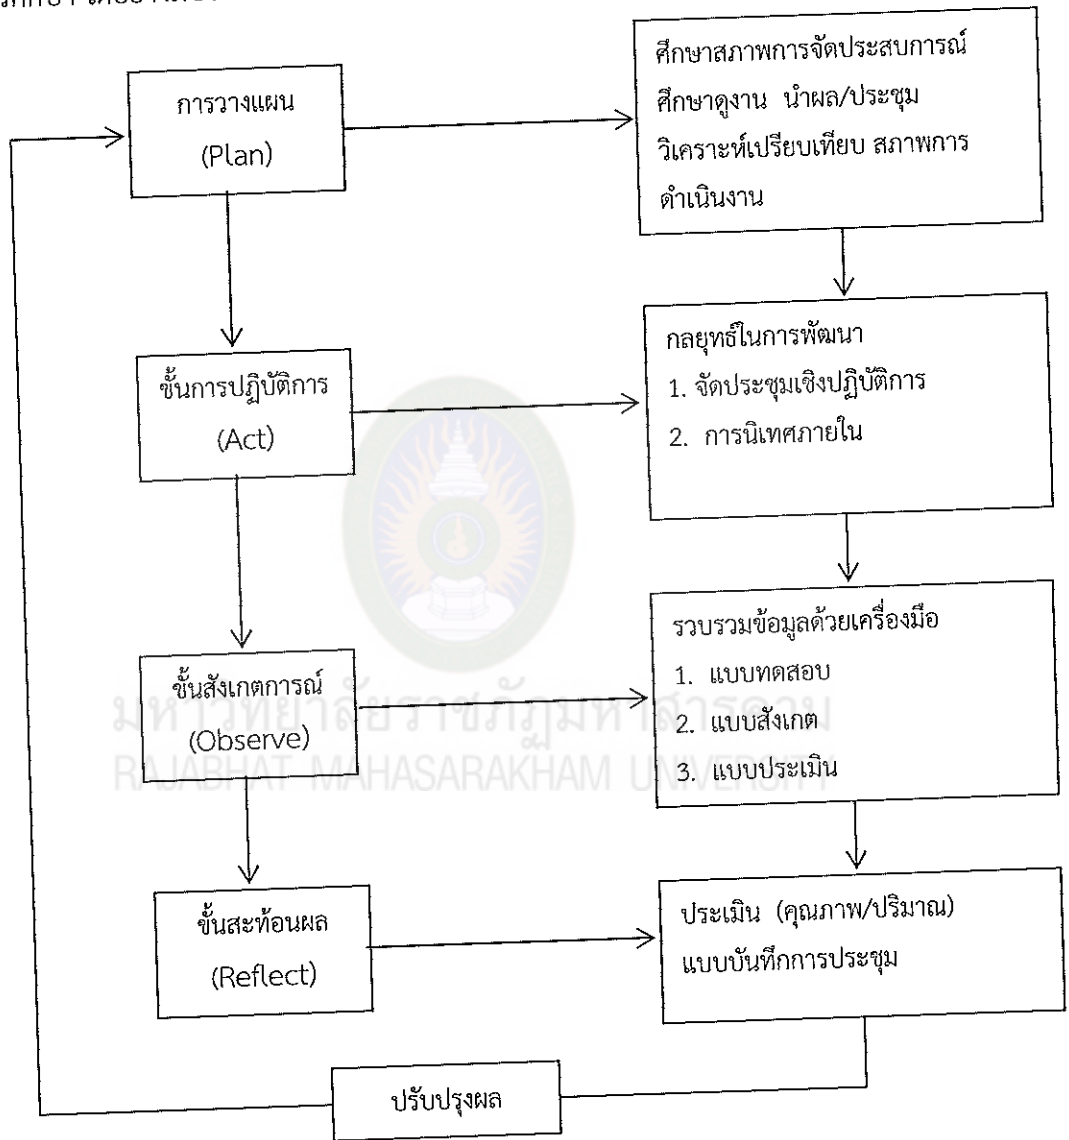 การวางแผน
(Plan)
ศึกษาสภาพการจัดประสบการณ์
ศึกษาดูงาน นำผล/ประชุม
วิเคราะห์เปรียบเทียบ สภาพการ
ดำเนินงาน
ขั้นการปฏิบัติการ
(Act)
กลยุทธ์ในการพัฒนา
1. จัดประชุมเชิงปฏิบัติการ
2. การนิเทศภายใน
ขั้นสังเกตการณ์
(Observe)
รวบรวมข้อมูลด้วยเครื่องมือ
1. แบบทดสอบ
2. แบบสังเกต
3. แบบประเมิน
มหาวิทยาลัยราชภัฏมหาสารคาม
RAJABHAT MAHASARAKHAM UNIVERSITY
ขั้นสะท้อนผล
(Reflect)
ประเมิน (คุณภาพ/ปริมาณ)
แบบบันทึกการประชุม
ปรับปรุงผล